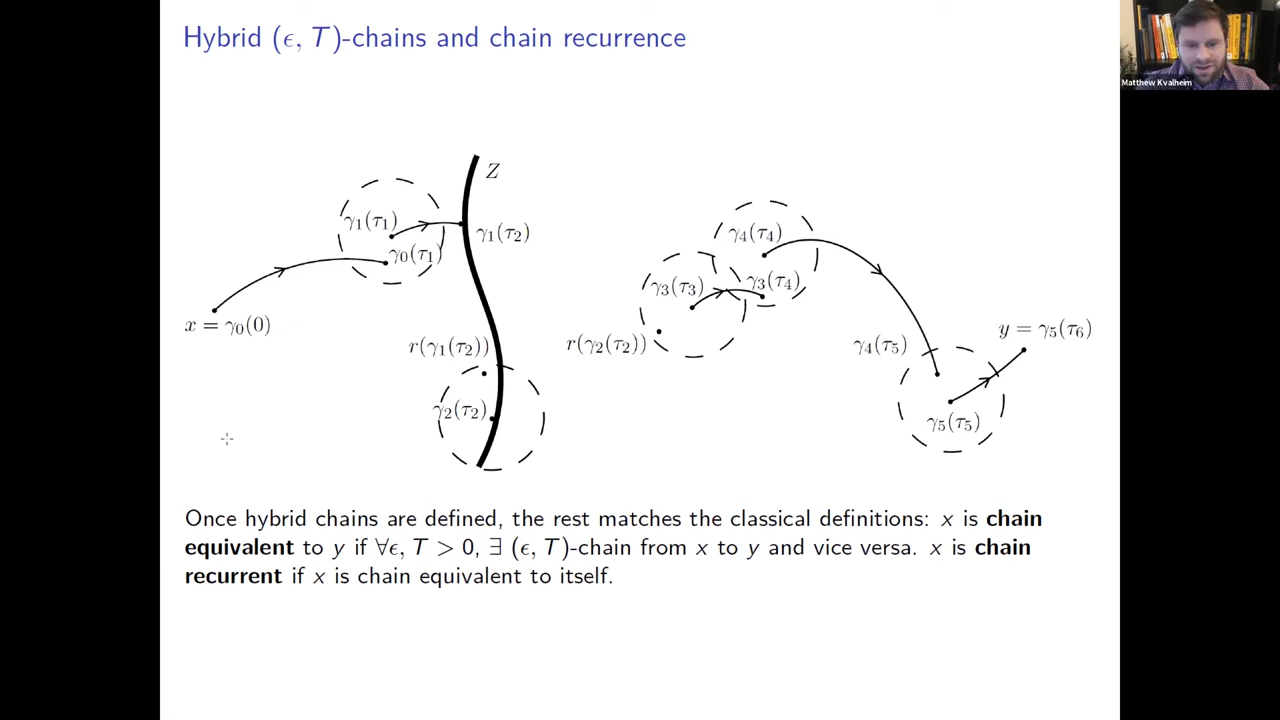 Hybrid (ϵ, T)-chains and chain recurrence
Matthew Kvalheim
Z
γ₁(τ₁)
γ₁(τ₂)
γ₀(τ₁)
x = γ₀(0)
r(γ₁(τ₂))
γ₂(τ₂)
γ₄(τ₄)
γ₃(τ₃)
γ₃(τ₄)
r(γ₂(τ₂))
γ₄(τ₅)
y = γ₅(τ₆)
γ₅(τ₅)
Once hybrid chains are defined, the rest matches the classical definitions: x is chain
equivalent to y if ∀ϵ, T > 0, ∃ (ϵ, T)-chain from x to y and vice versa. x is chain
recurrent if x is chain equivalent to itself.